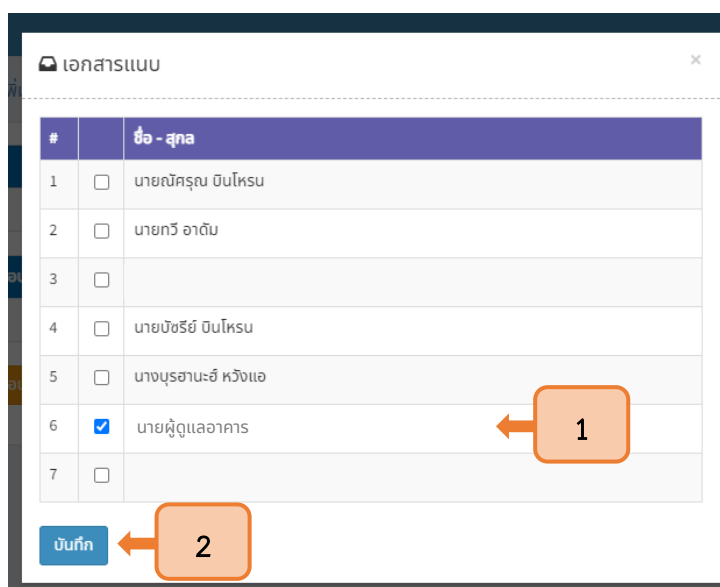 เอกสารแนบ ×
# ชื่อ - สุกล
1 นายณัศรุณ บินโหรน
2 นายทวี อาดัม
3
4 นายบัซรีย์ บินโหรน
5 นางบุรฮานะฮ์ หวังแอ
6 นายผู้ดูแลอาคาร 1
7
บันทึก 2